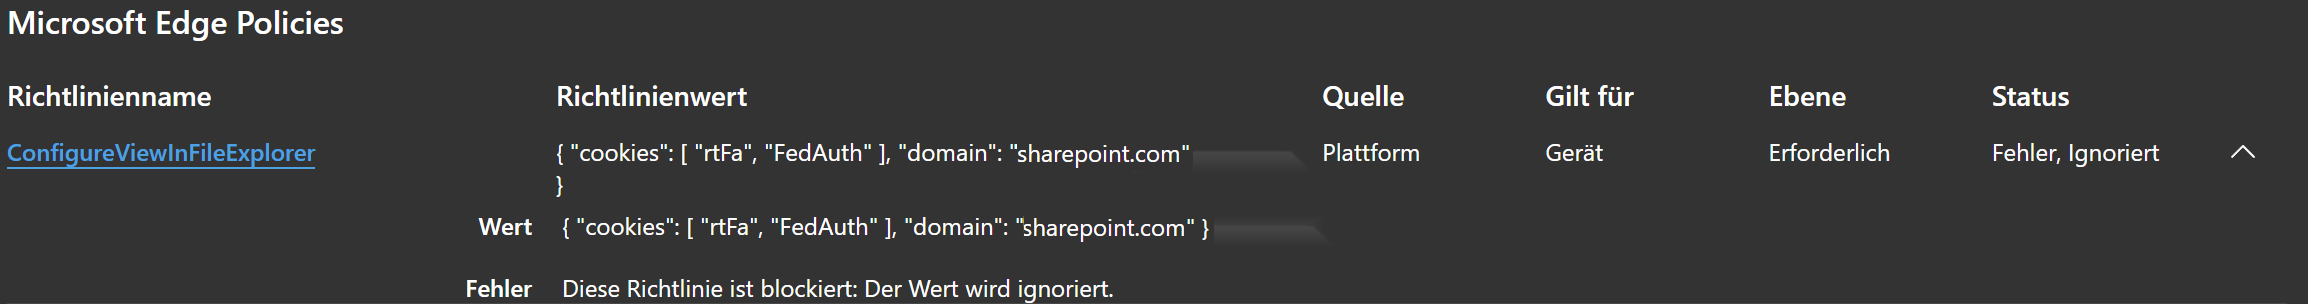 Microsoft Edge Policies
Richtlinienname Richtlinienwert Quelle Gilt für Ebene Status
ConfigureViewInFileExplorer { "cookies": [ "rtFa", "FedAuth" ], "domain": "sharepoint.com" Plattform Gerät Erforderlich Fehler, Ignoriert
}
Wert { "cookies": [ "rtFa", "FedAuth" ], "domain": "sharepoint.com" }
Fehler Diese Richtlinie ist blockiert: Der Wert wird ignoriert.